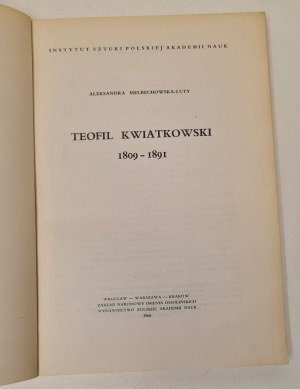 INSTYTUT SZTUKI POLSKIEJ AKADEMII NAUK
ALEKSANDRA MELBECHOWSKA-LUTY
TEOFIL KWIATKOWSKI
1809-1891
WROCŁAW — WARSZAWA — KRAKÓW
ZAKŁAD NARODOWY IMIENIA OSSOLIŃSKICH
WYDAWNICTWO POLSKIEJ AKADEMII NAUK